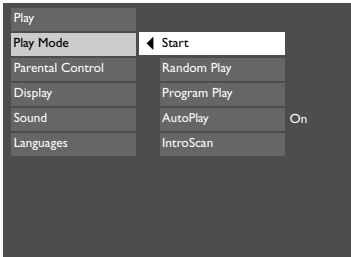 Play
Play Mode Start
Parental Control Random Play
Display Program Play
Sound AutoPlay On
Languages IntroScan